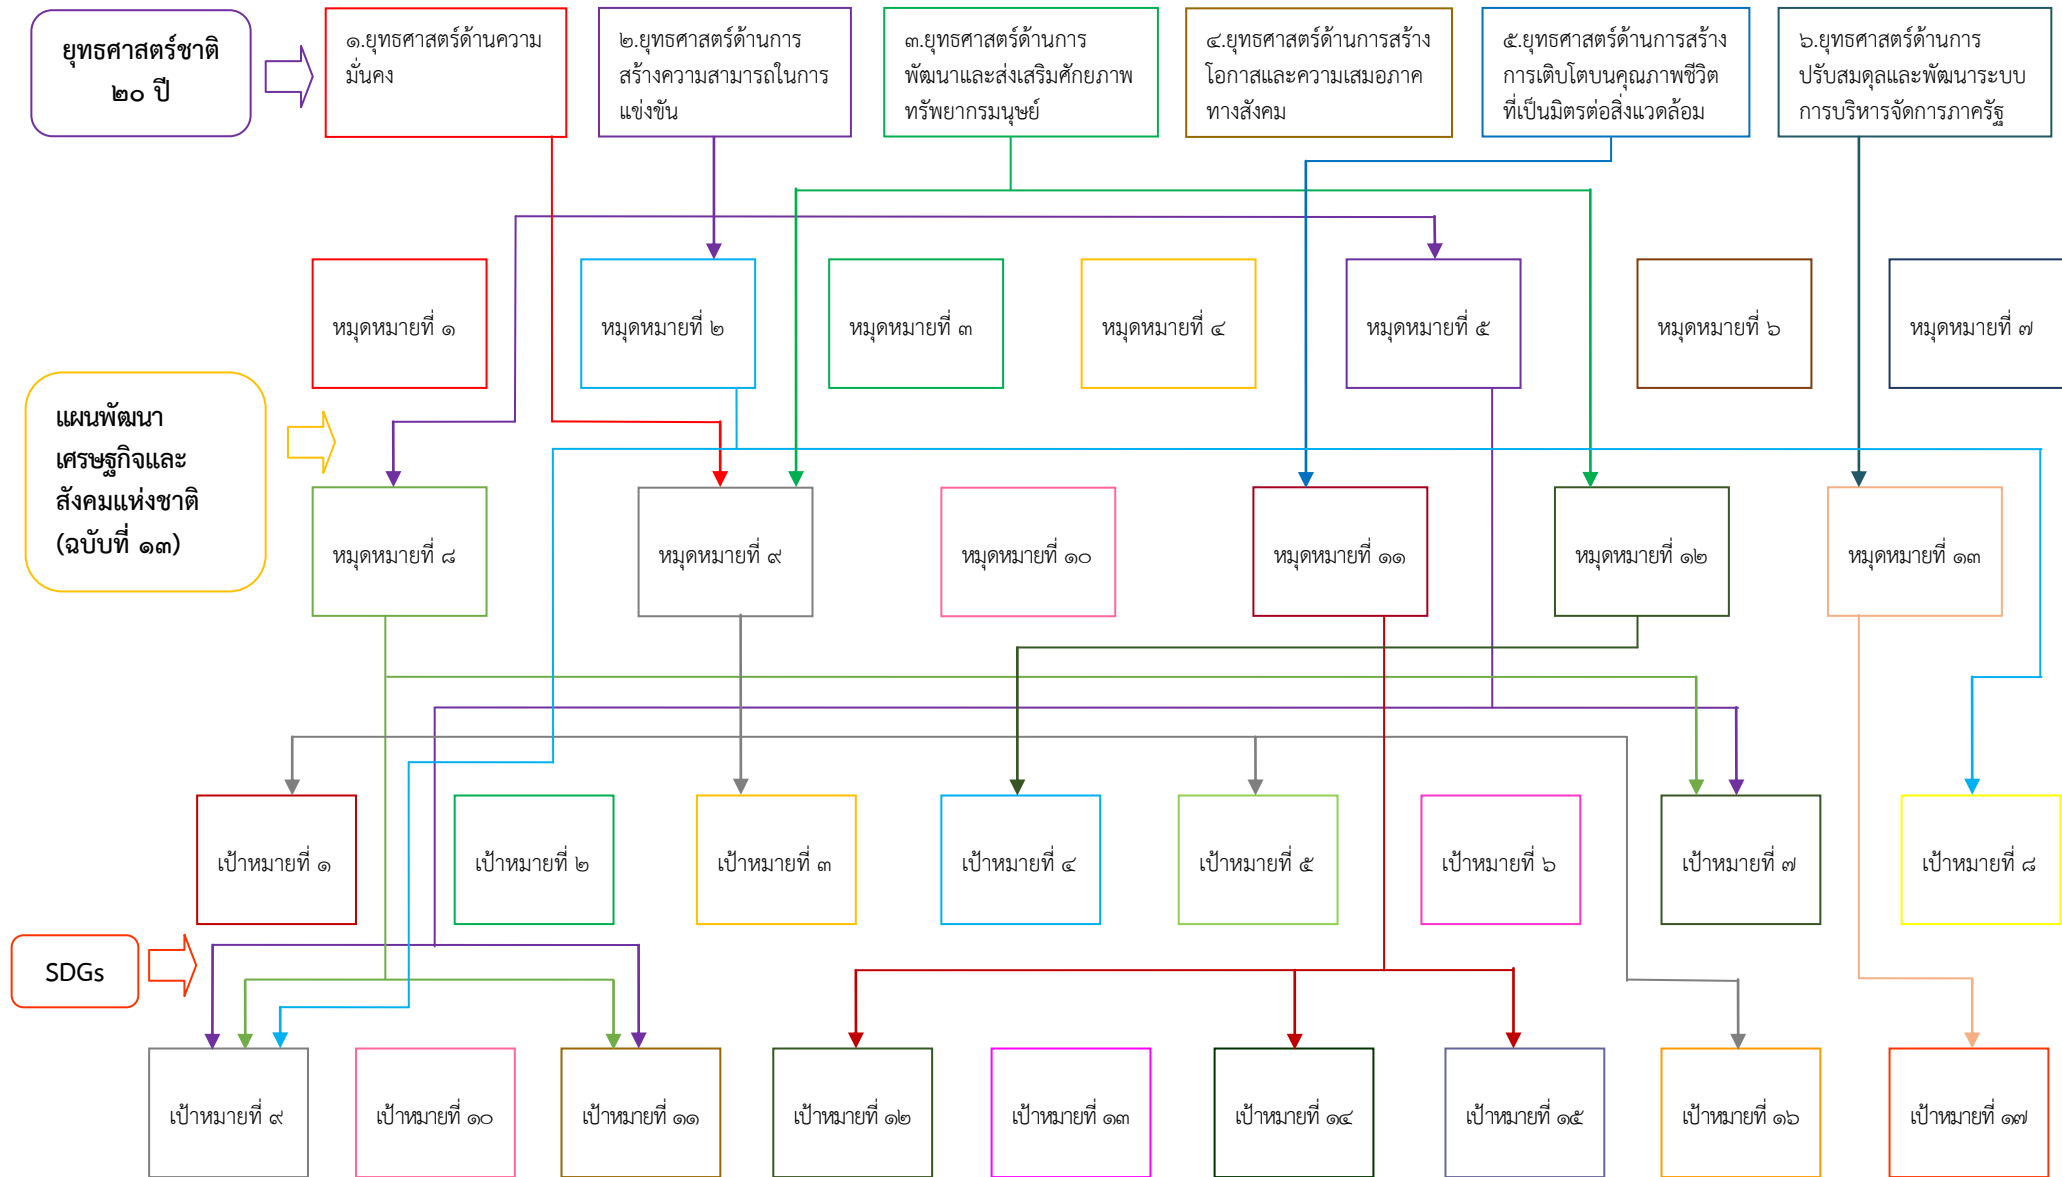 ยุทธศาสตร์ชาติ
๒๐ ปี
๑.ยุทธศาสตร์ด้านความ
มั่นคง
๒.ยุทธศาสตร์ด้านการ
สร้างความสามารถในการ
แข่งขัน
๓.ยุทธศาสตร์ด้านการ
พัฒนาและส่งเสริมศักยภาพ
ทรัพยากรมนุษย์
๔.ยุทธศาสตร์ด้านการสร้าง
โอกาสและความเสมอภาค
ทางสังคม
๕.ยุทธศาสตร์ด้านการสร้าง
การเติบโตบนคุณภาพชีวิต
ที่เป็นมิตรต่อสิ่งแวดล้อม
๖.ยุทธศาสตร์ด้านการ
ปรับสมดุลและพัฒนาระบบ
การบริหารจัดการภาครัฐ
หมุดหมายที่ ๑
หมุดหมายที่ ๒
หมุดหมายที่ ๓
หมุดหมายที่ ๔
หมุดหมายที่ ๕
หมุดหมายที่ ๖
หมุดหมายที่ ๗
แผนพัฒนา
เศรษฐกิจและ
สังคมแห่งชาติ
(ฉบับที่ ๑๓)
หมุดหมายที่ ๘
หมุดหมายที่ ๙
หมุดหมายที่ ๑๐
หมุดหมายที่ ๑๑
หมุดหมายที่ ๑๒
หมุดหมายที่ ๑๓
เป้าหมายที่ ๑
เป้าหมายที่ ๒
เป้าหมายที่ ๓
เป้าหมายที่ ๔
เป้าหมายที่ ๕
เป้าหมายที่ ๖
เป้าหมายที่ ๗
เป้าหมายที่ ๘
SDGs
เป้าหมายที่ ๙
เป้าหมายที่ ๑๐
เป้าหมายที่ ๑๑
เป้าหมายที่ ๑๒
เป้าหมายที่ ๑๓
เป้าหมายที่ ๑๔
เป้าหมายที่ ๑๕
เป้าหมายที่ ๑๖
เป้าหมายที่ ๑๗